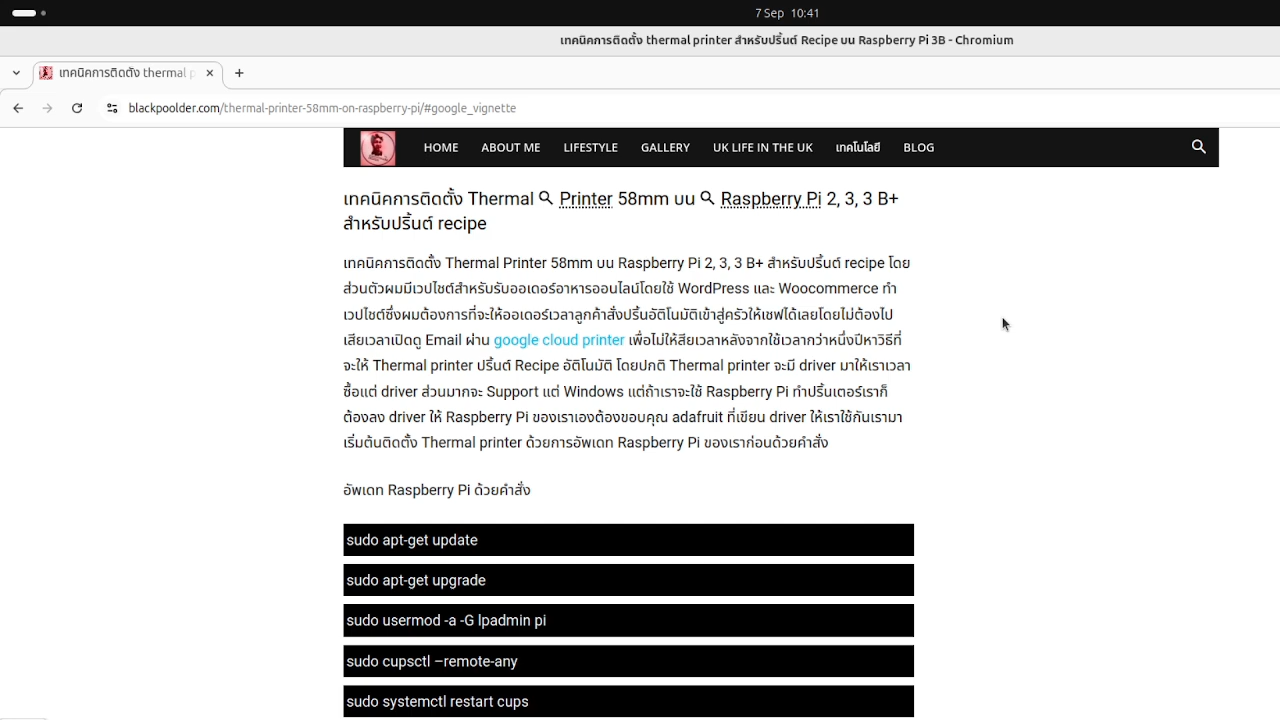 7 Sep 10:41
เทคนิคการติดตั้ง thermal printer สำหรับปริ้นต์ Recipe บน Raspberry Pi 3B - Chromium
เทคนิคการติดตั้ง thermal p
blackpoolder.com/thermal-printer-58mm-on-raspberry-pi/#google_vignette
HOME ABOUT ME LIFESTYLE GALLERY UK LIFE IN THE UK เทคโนโลยี BLOG
เทคนิคการติดตั้ง Thermal Printer 58mm บน Raspberry Pi 2, 3, 3 B+
สำหรับปริ้นต์ recipe
เทคนิคการติดตั้ง Thermal Printer 58mm บน Raspberry Pi 2, 3, 3 B+ สำหรับปริ้นต์ recipe โดย
ส่วนตัวผมมีเวปไซต์สำหรับรับออเดอร์อาหารออนไลน์โดยใช้ WordPress และ Woocommerce ทำ
เวปไซต์ซึ่งผมต้องการที่จะให้ออเดอร์เวลาลูกค้าสั่งปริ้นอัติโนมัติเข้าสู่ครัวให้เชฟได้เลยโดยไม่ต้องไป
เสียเวลาเปิดดู Email ผ่าน google cloud printer เพื่อไม่ให้สียเวลาหลังจากใช้เวลากว่าหนึ่งปีหาวิธีที่
จะให้ Thermal printer ปริ้นต์ Recipe อัติโนมัติ โดยปกติ Thermal printer จะมี driver มาให้เราเวลา
ซื้อแต่ driver ส่วนมากจะ Support แต่ Windows แต่ถ้าเราจะใช้ Raspberry Pi ทำปริ้นเตอร์เราก็
ต้องลง driver ให้ Raspberry Pi ของเราเองต้องขอบคุณ adafruit ที่เขียน driver ให้เราใช้กันเรามา
เริ่มต้นติดตั้ง Thermal printer ด้วยการอัพเดท Raspberry Pi ของเราก่อนด้วยคำสั่ง
อัพเดท Raspberry Pi ด้วยคำสั่ง
sudo apt-get update
sudo apt-get upgrade
sudo usermod -a -G lpadmin pi
sudo cupsctl –remote-any
sudo systemctl restart cups